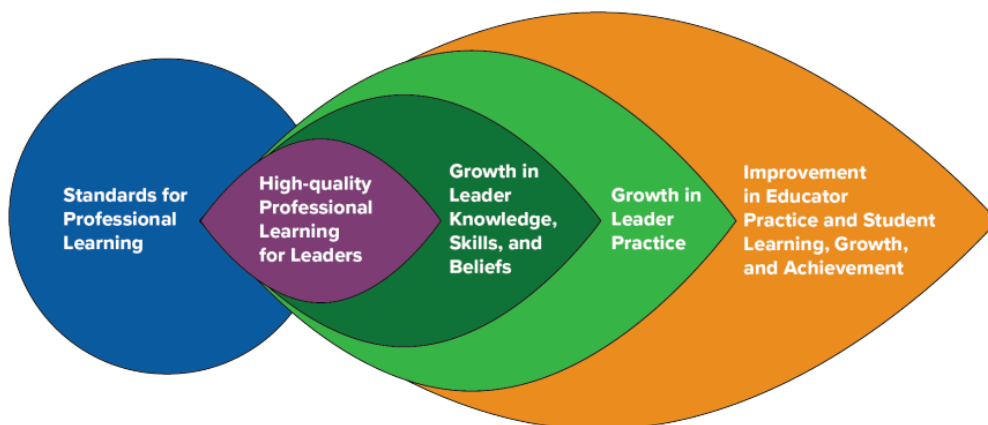 Standards for
Professional
Learning
High-quality
Professional
Learning
for Leaders
Growth in
Leader
Knowledge,
Skills, and
Beliefs
Growth in
Leader
Practice
Improvement
in Educator
Practice and Student
Learning, Growth,
and Achievement